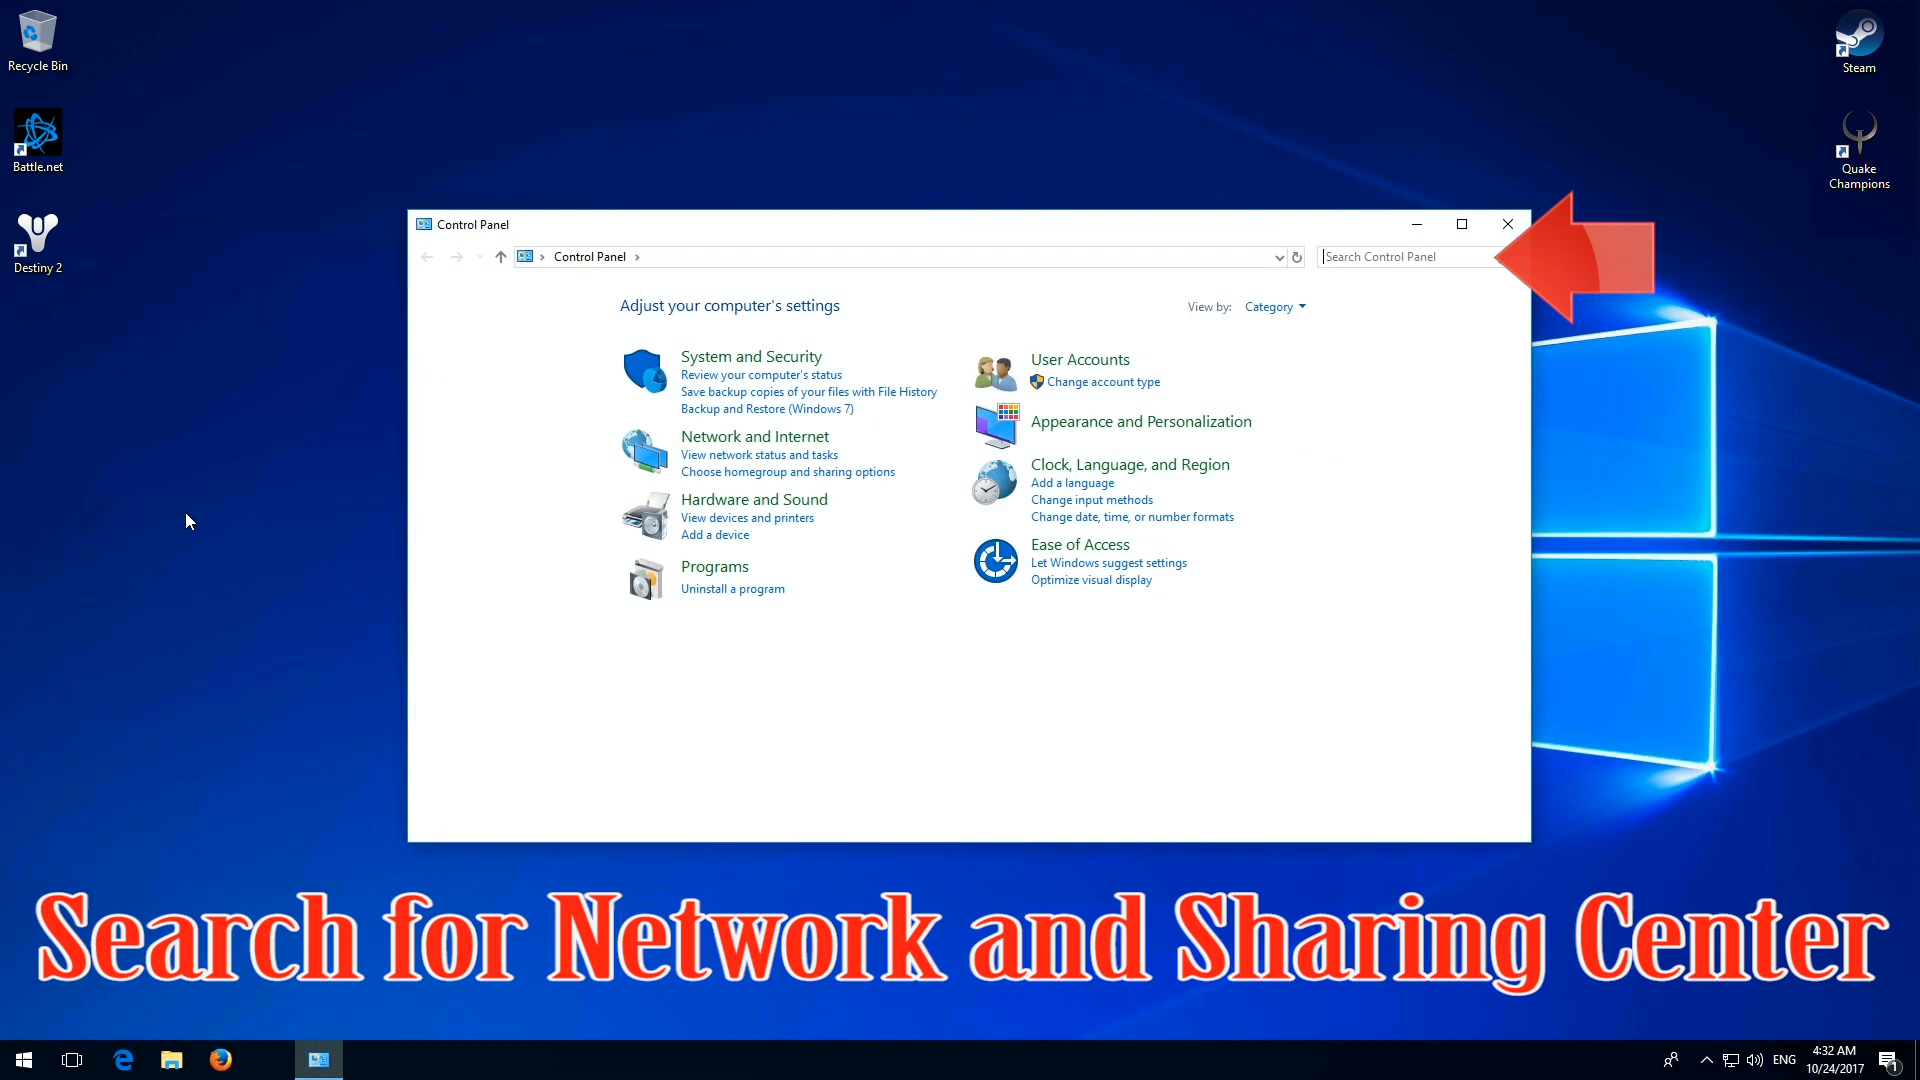 Recycle Bin
Battle.net
Destiny 2
Steam
Quake
Champions
Control Panel
Control Panel
Search Control Panel
Adjust your computer's settings
View by: Category
System and Security
Review your computer's status
Save backup copies of your files with File History
Backup and Restore (Windows 7)
Network and Internet
View network status and tasks
Choose homegroup and sharing options
Hardware and Sound
View devices and printers
Add a device
Programs
Uninstall a program
User Accounts
Change account type
Appearance and Personalization
Clock, Language, and Region
Add a language
Change input methods
Change date, time, or number formats
Ease of Access
Let Windows suggest settings
Optimize visual display
Search for Network and Sharing Center
ENG
4:32 AM
10/24/2017
1